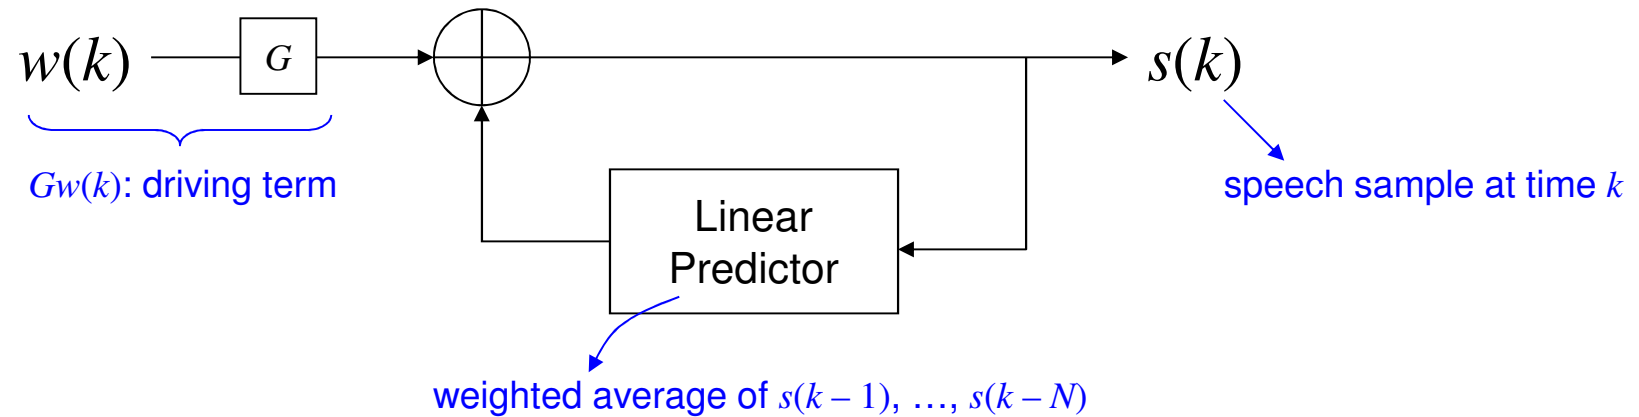 w(k)
G
s(k)
Gw(k): driving term
speech sample at time k
Linear
Predictor
weighted average of s(k – 1), …, s(k – N)